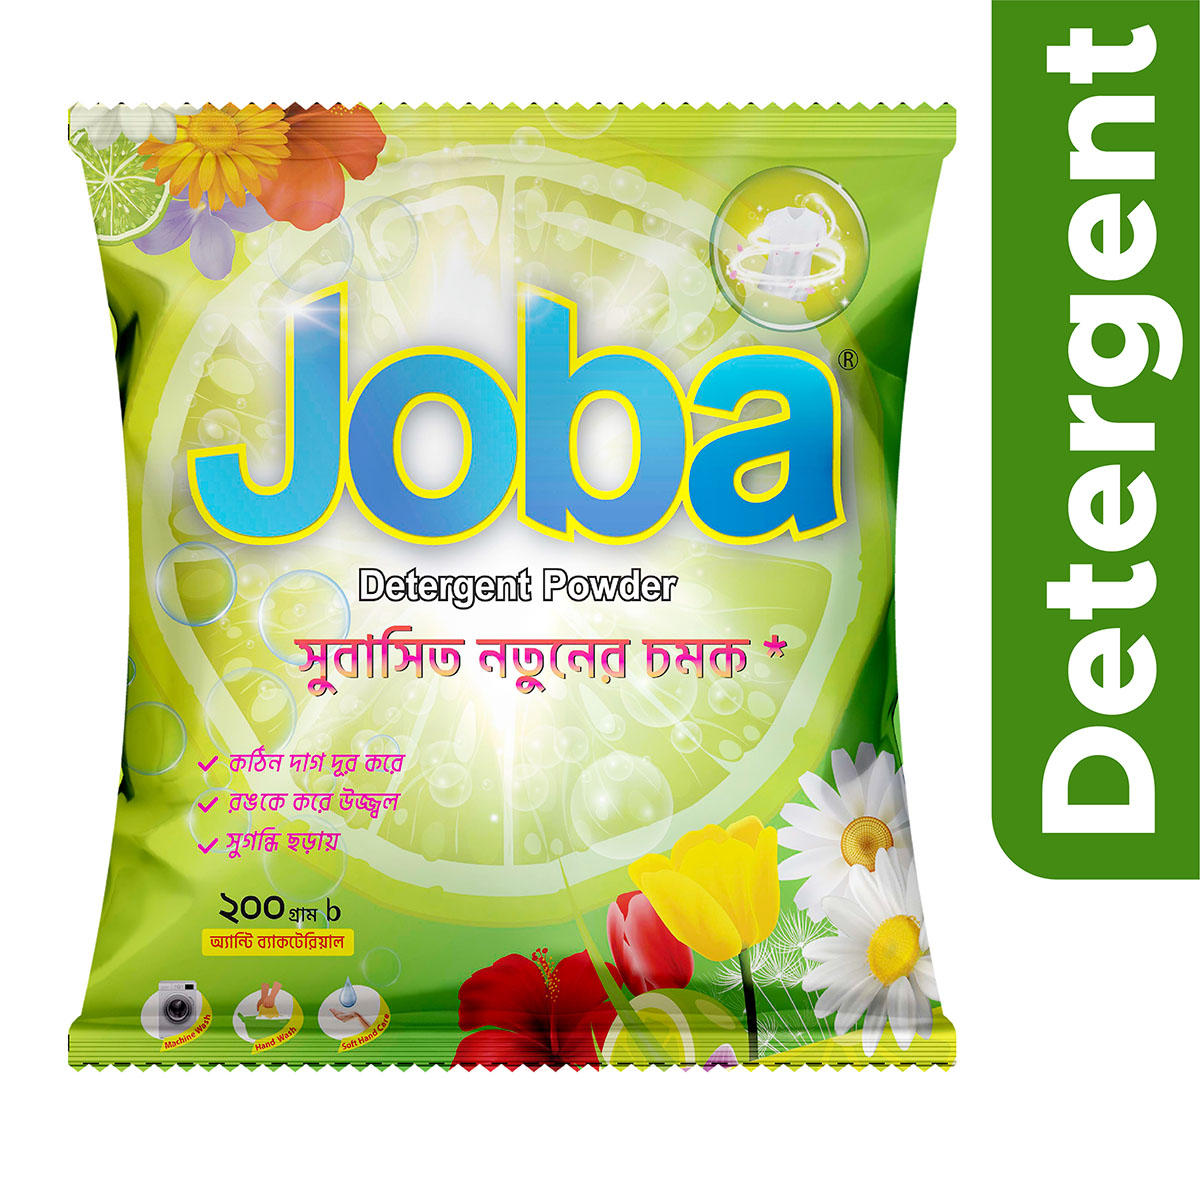 Joba®
Detergent Powder
সুবাসিত নতুনের চমক *
কঠিন দাগ দূর করে
রঙকে করে উজ্জ্বল
সুগন্ধি ছড়ায়
২০০ গ্রাম b
অ্যান্টি ব্যাকটেরিয়াল
Machine Wash
Hand Wash
Soft Hand Care
Detergent